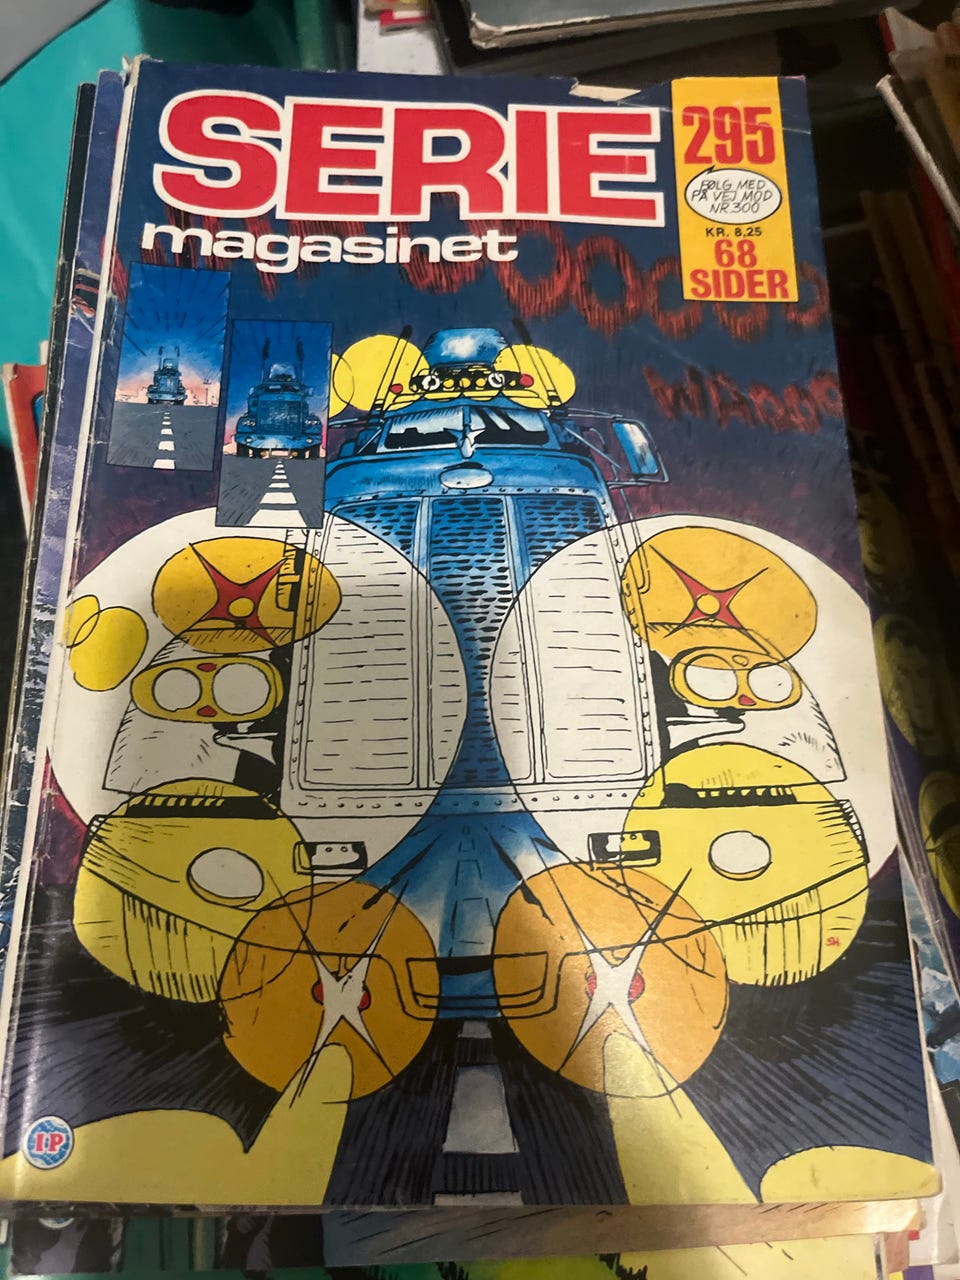 SERIE
magasinet
295
FØLG MED
PÅ VEJ MOD
NR. 300
KR. 8,25
68
SIDER
SH
IP